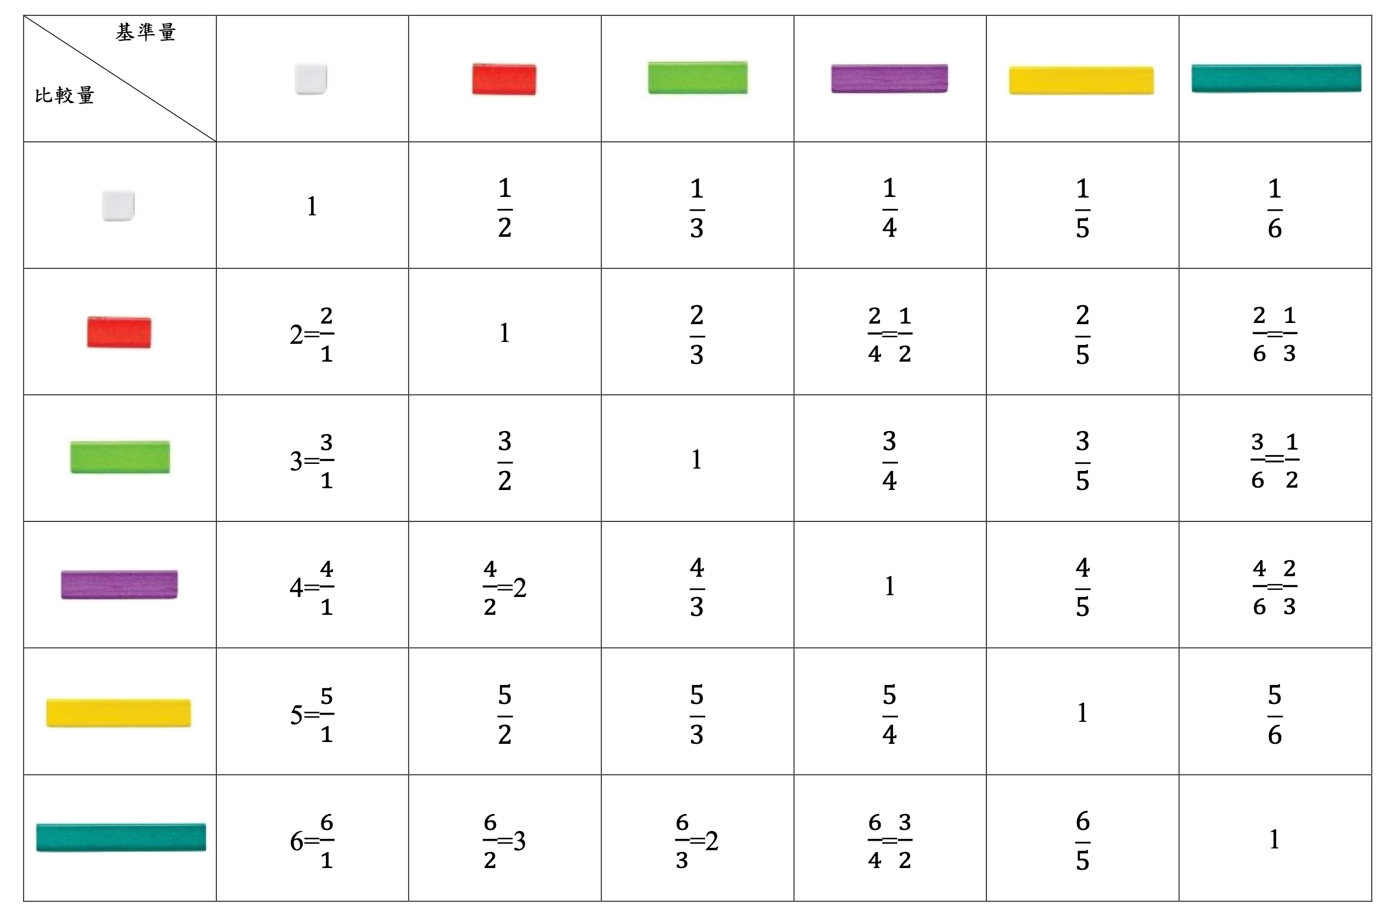 基準量
比較量
1 1/2 1/3 1/4 1/5 1/6
2=2/1 1 2/3 2/4=1/2 2/5 2/6=1/3
3=3/1 3/2 1 3/4 3/5 3/6=1/2
4=4/1 4/2=2 4/3 1 4/5 4/6=2/3
5=5/1 5/2 5/3 5/4 1 5/6
6=6/1 6/2=3 6/3=2 6/4=3/2 6/5 1